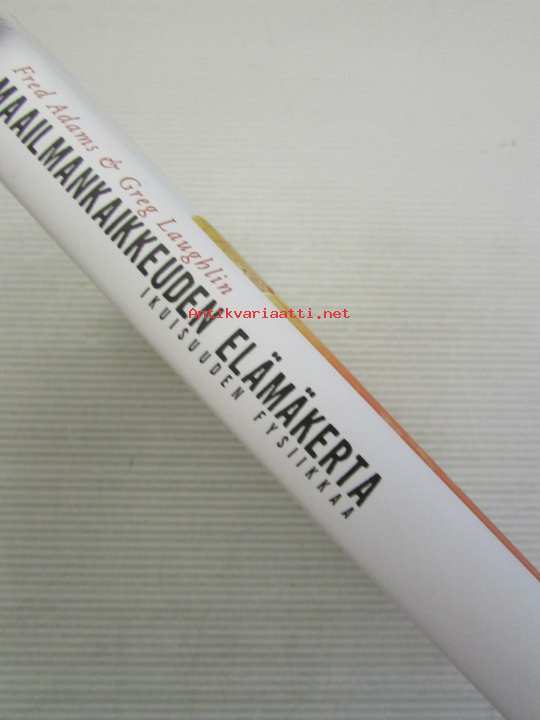 Fred Adams & Greg Laughlin
MAAILMANKAIKKEUDEN ELÄMÄKERTA
IKUISUUDEN FYSIIKKAA
Antikvariaatti.net